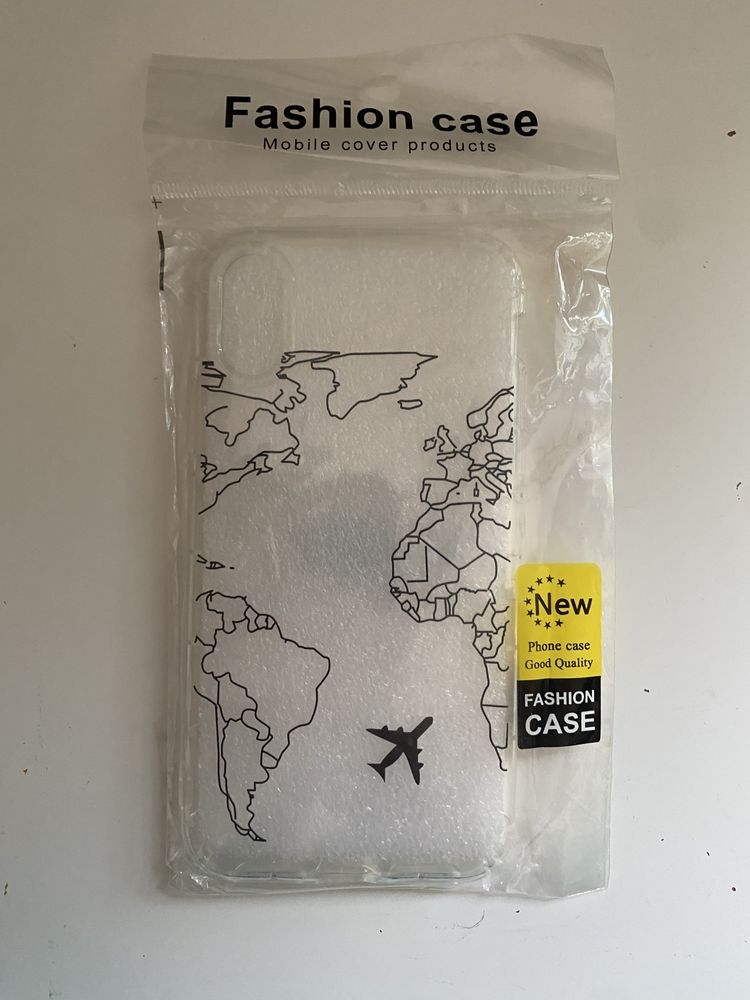 Fashion case
Mobile cover products
New
Phone case
Good Quality
FASHION
CASE